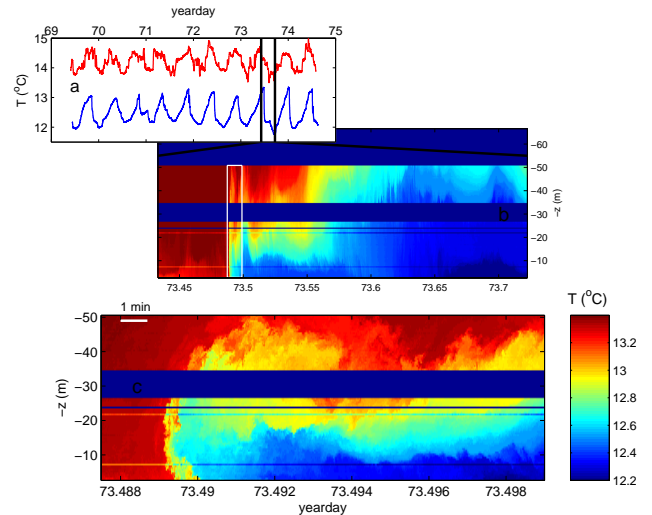 yearday
69 70 71 72 73 74 75
15
14
13
12
T (°C)
a
−60
−50
−40
−30
−20
−10
−z (m)
b
73.45 73.5 73.55 73.6 73.65 73.7
1 min
−50
−40
−30
−20
−10
−z (m)
c
73.488 73.49 73.492 73.494 73.496 73.498
yearday
T (°C)
13.2
13
12.8
12.6
12.4
12.2